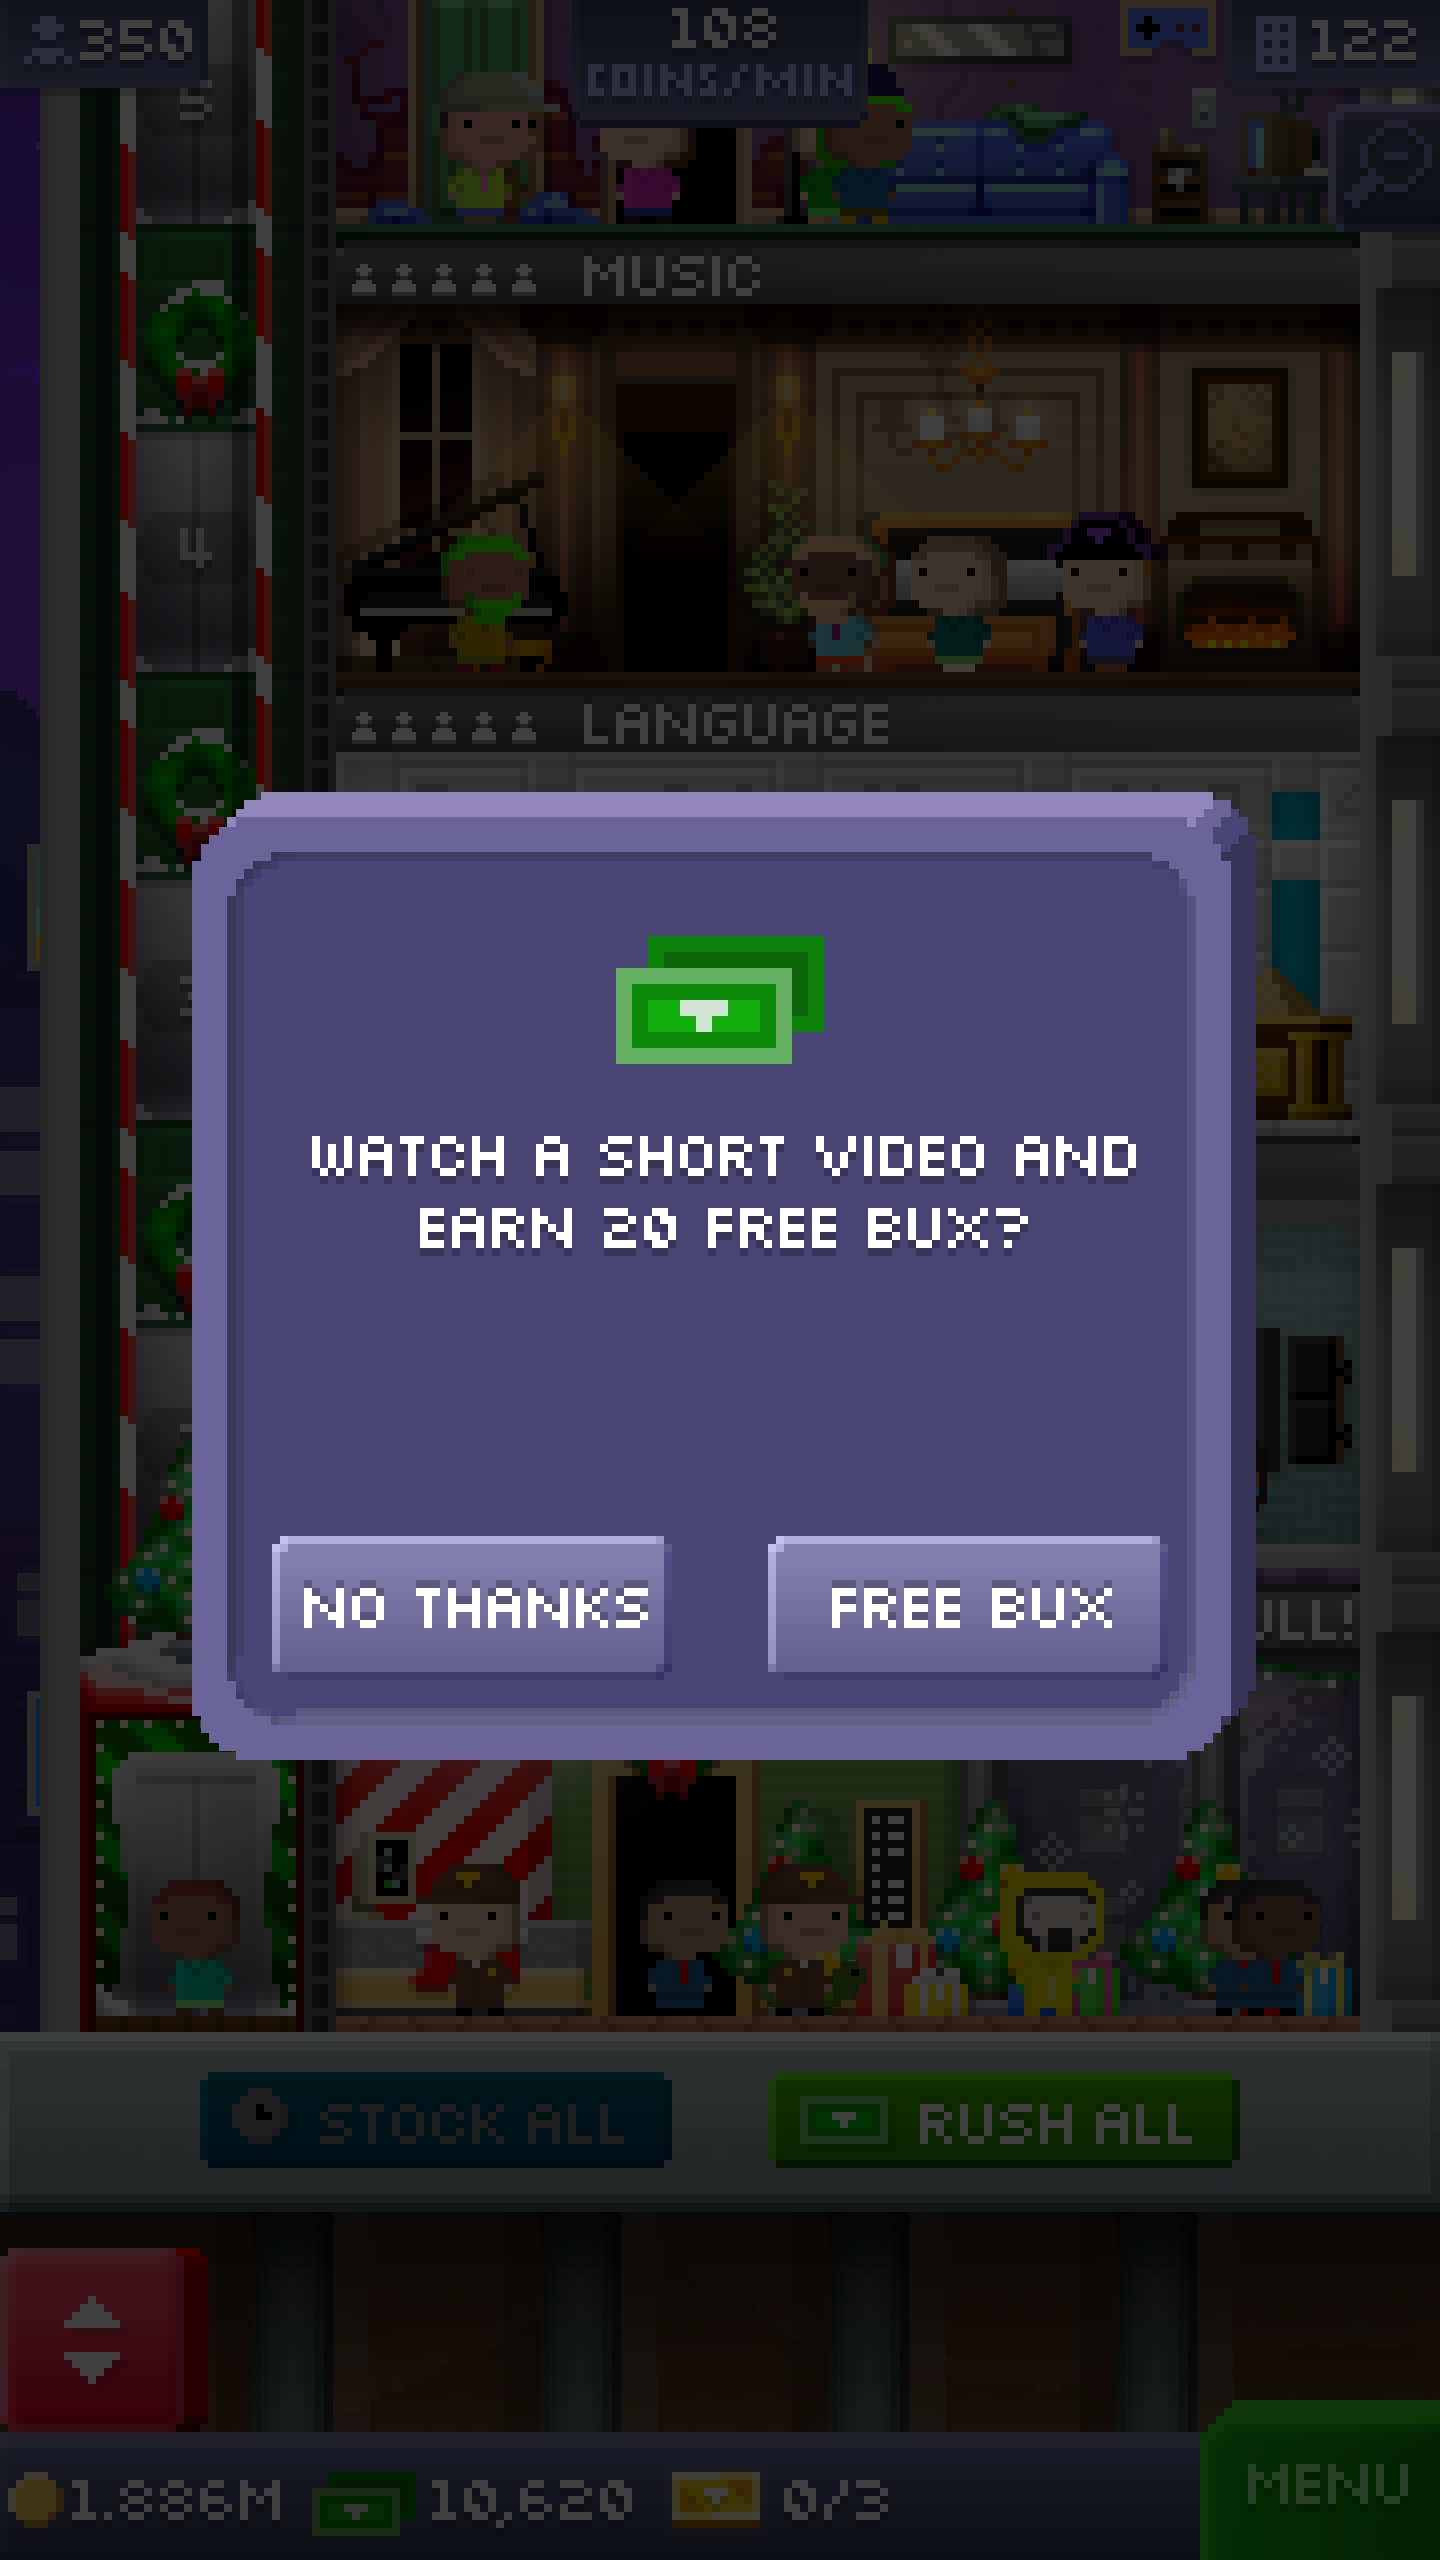 350
108
COINS/MIN
122
5
MUSIC
4
LANGUAGE
WATCH A SHORT VIDEO AND
EARN 20 FREE BUX?
NO THANKS
FREE BUX
STOCK ALL
RUSH ALL
1.886M
10,620
0/3
MENU